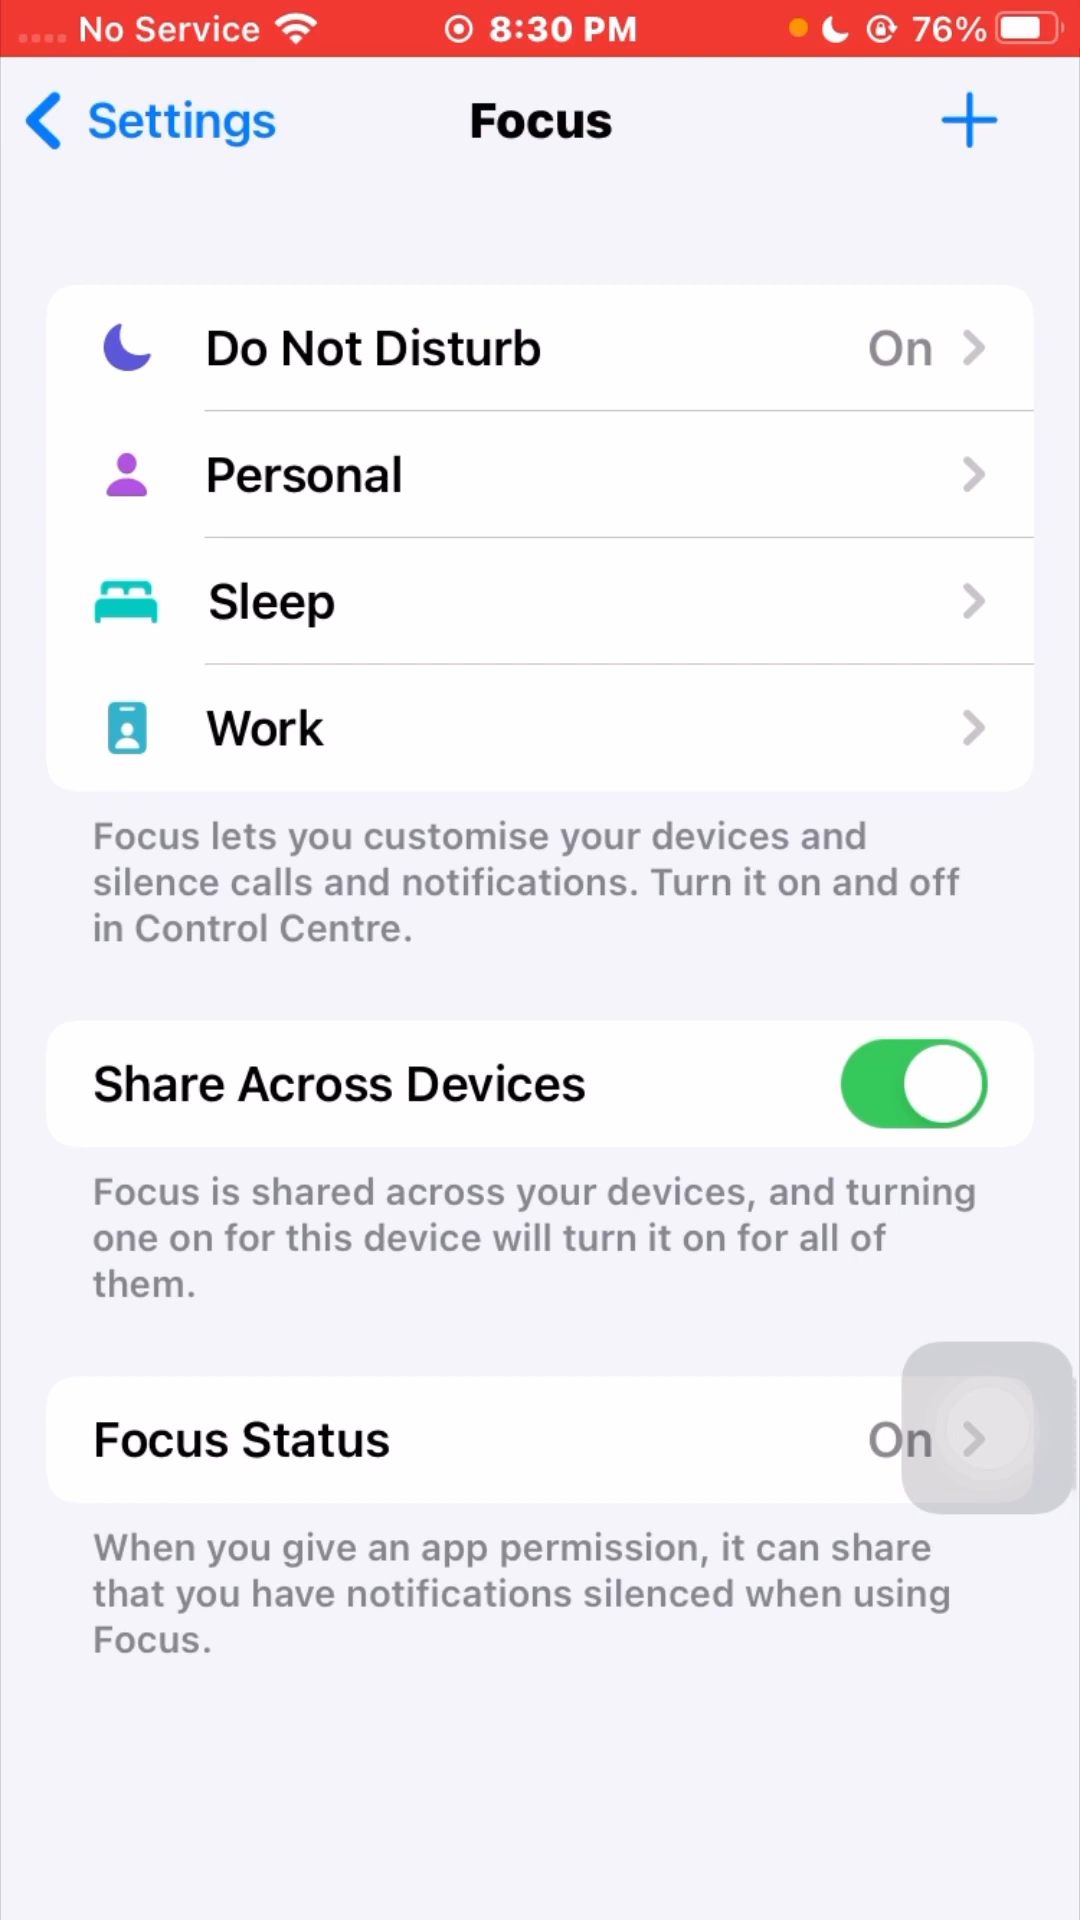 No Service 8:30 PM 76%
Settings Focus
Do Not Disturb On
Personal
Sleep
Work
Focus lets you customise your devices and
silence calls and notifications. Turn it on and off
in Control Centre.
Share Across Devices
Focus is shared across your devices, and turning
one on for this device will turn it on for all of
them.
Focus Status On
When you give an app permission, it can share
that you have notifications silenced when using
Focus.